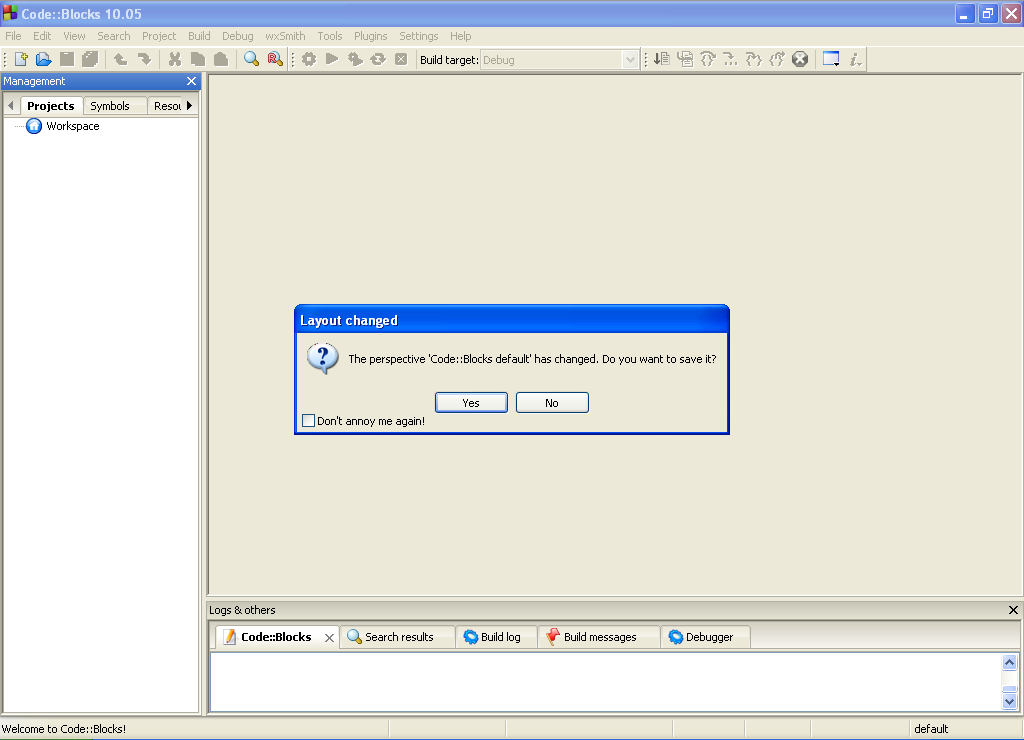 Code::Blocks 10.05
File Edit View Search Project Build Debug wxSmith Tools Plugins Settings Help
Build target: Debug
Management
Projects Symbols Resou
Workspace
Layout changed
The perspective 'Code::Blocks default' has changed. Do you want to save it?
Yes No
Don't annoy me again!
Logs & others
Code::Blocks Search results Build log Build messages Debugger
Welcome to Code::Blocks! default